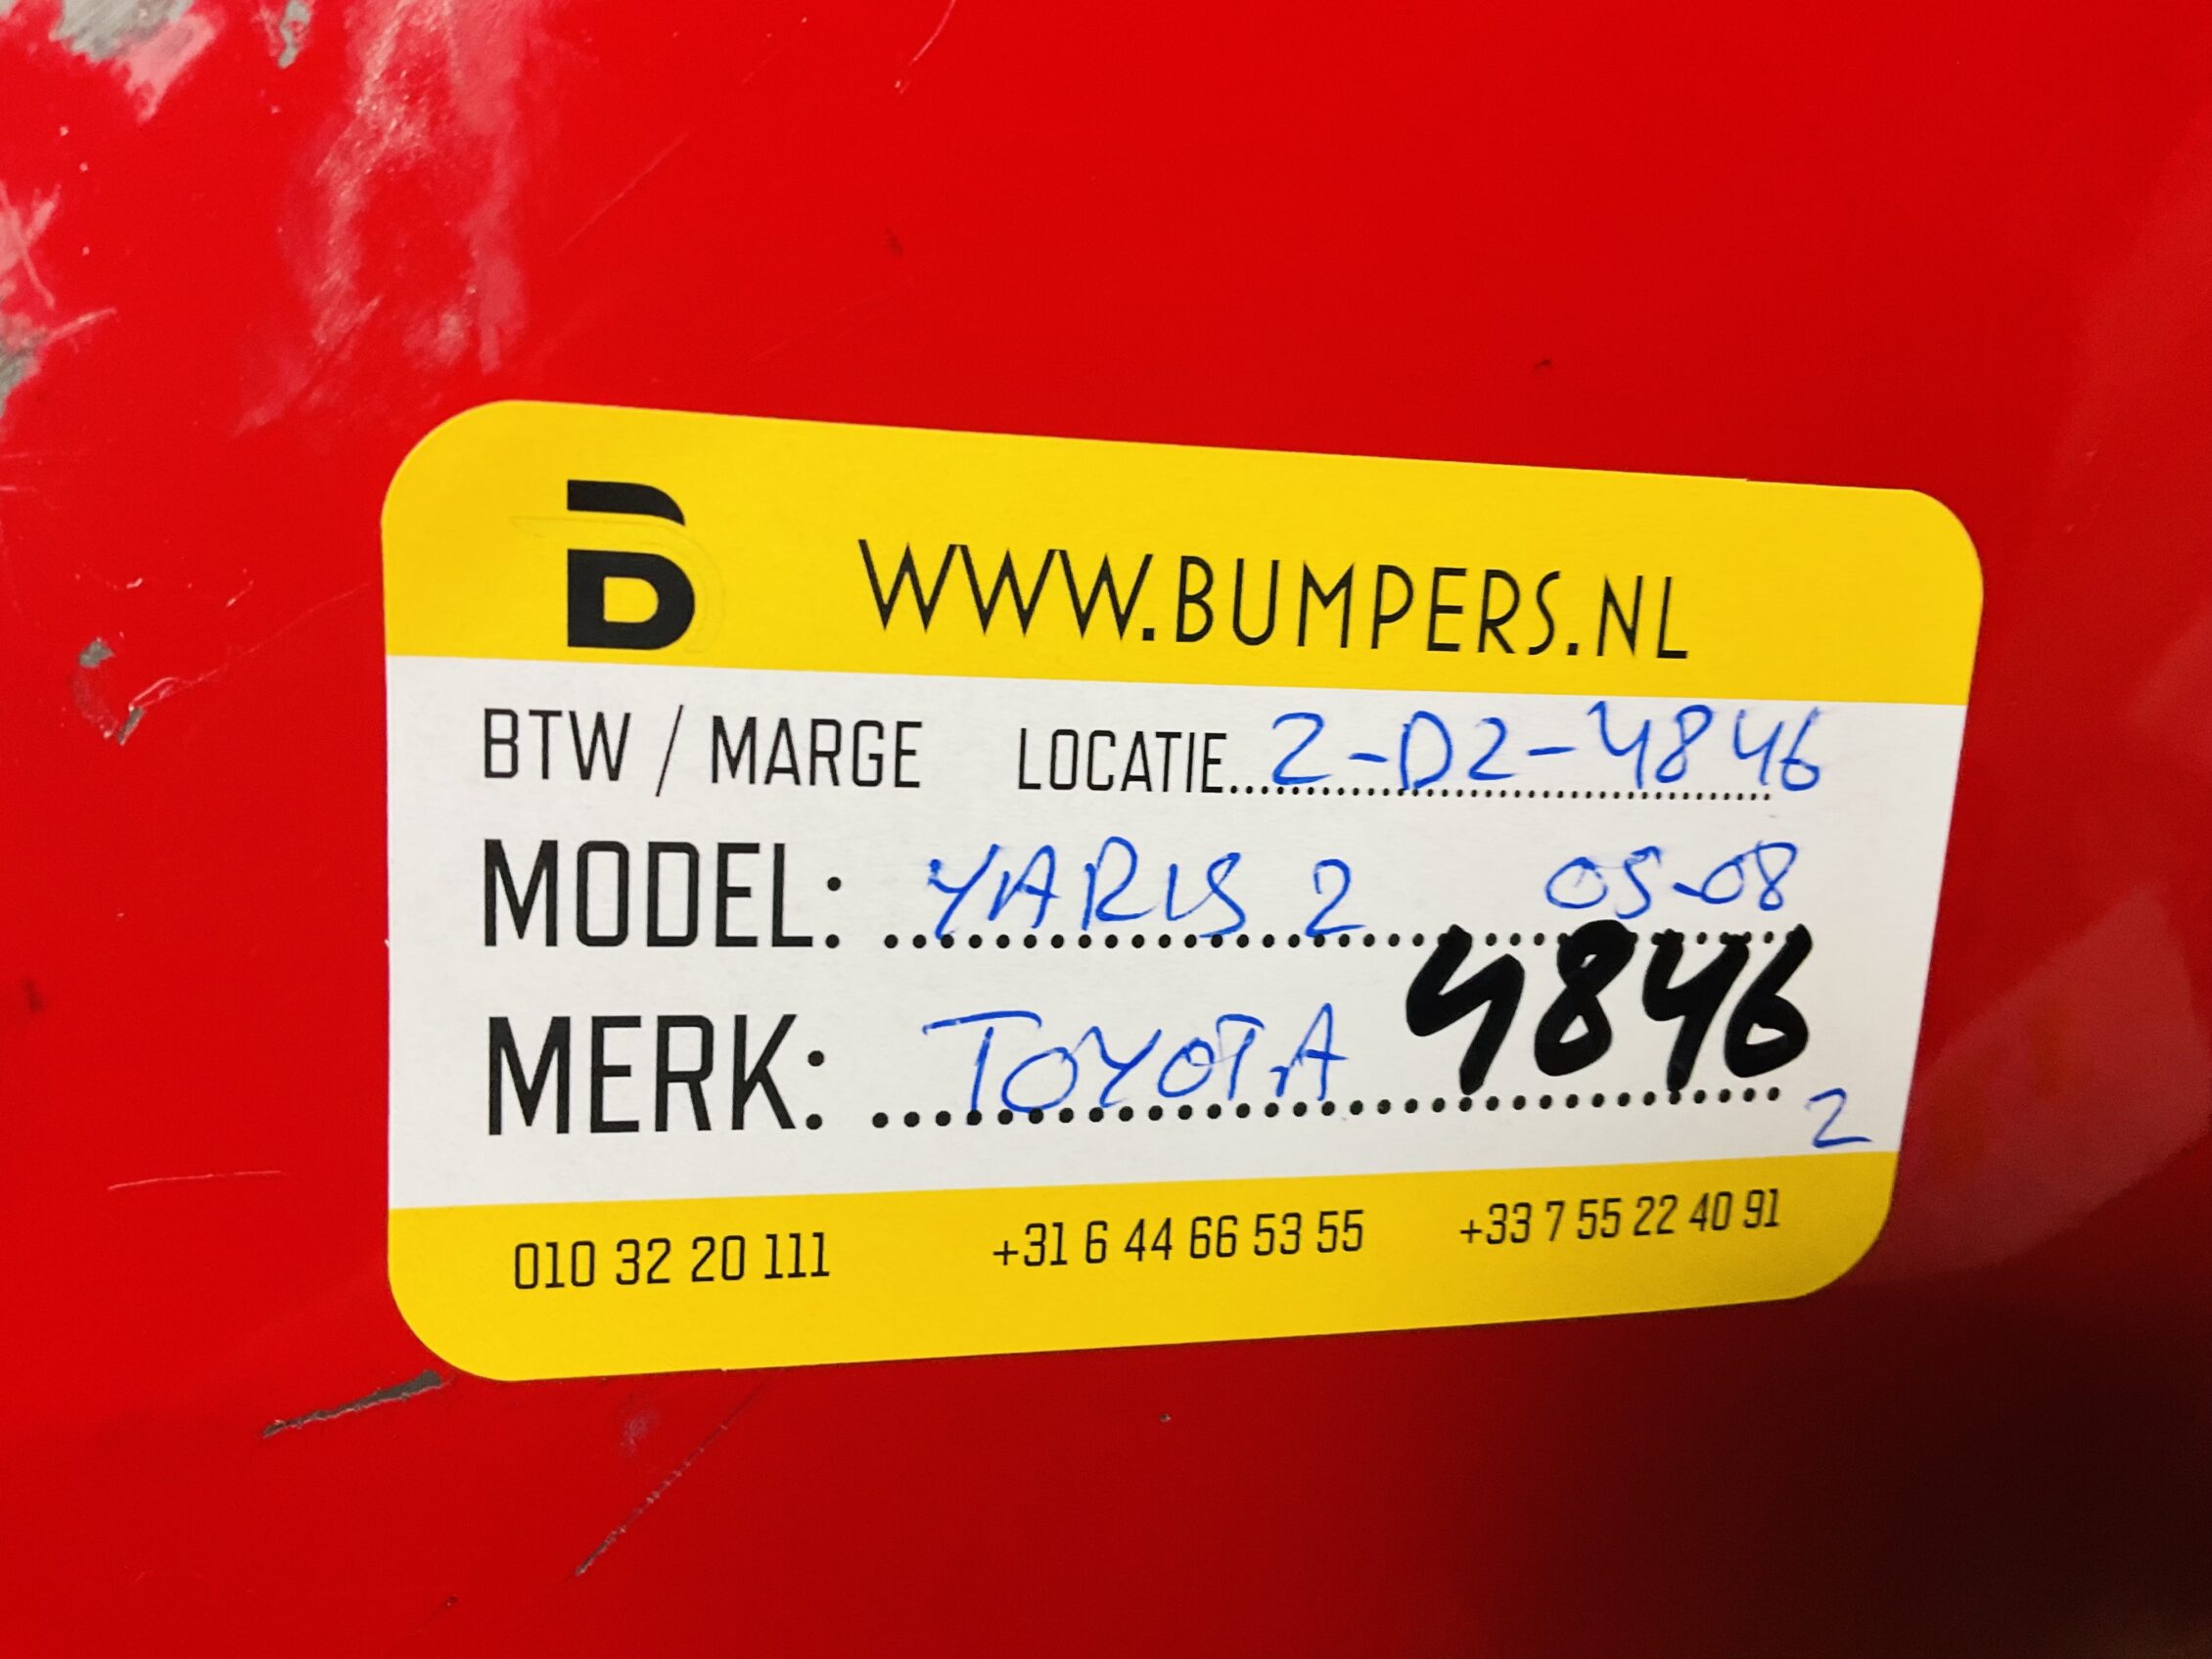 B WWW.BUMPERS.NL
BTW / MARGE LOCATIE 2-D2-4846
MODEL: YARIS 2 05-08
4846
MERK: TOYOTA
2
010 32 20 111 +31 6 44 66 53 55 +33 7 55 22 40 91